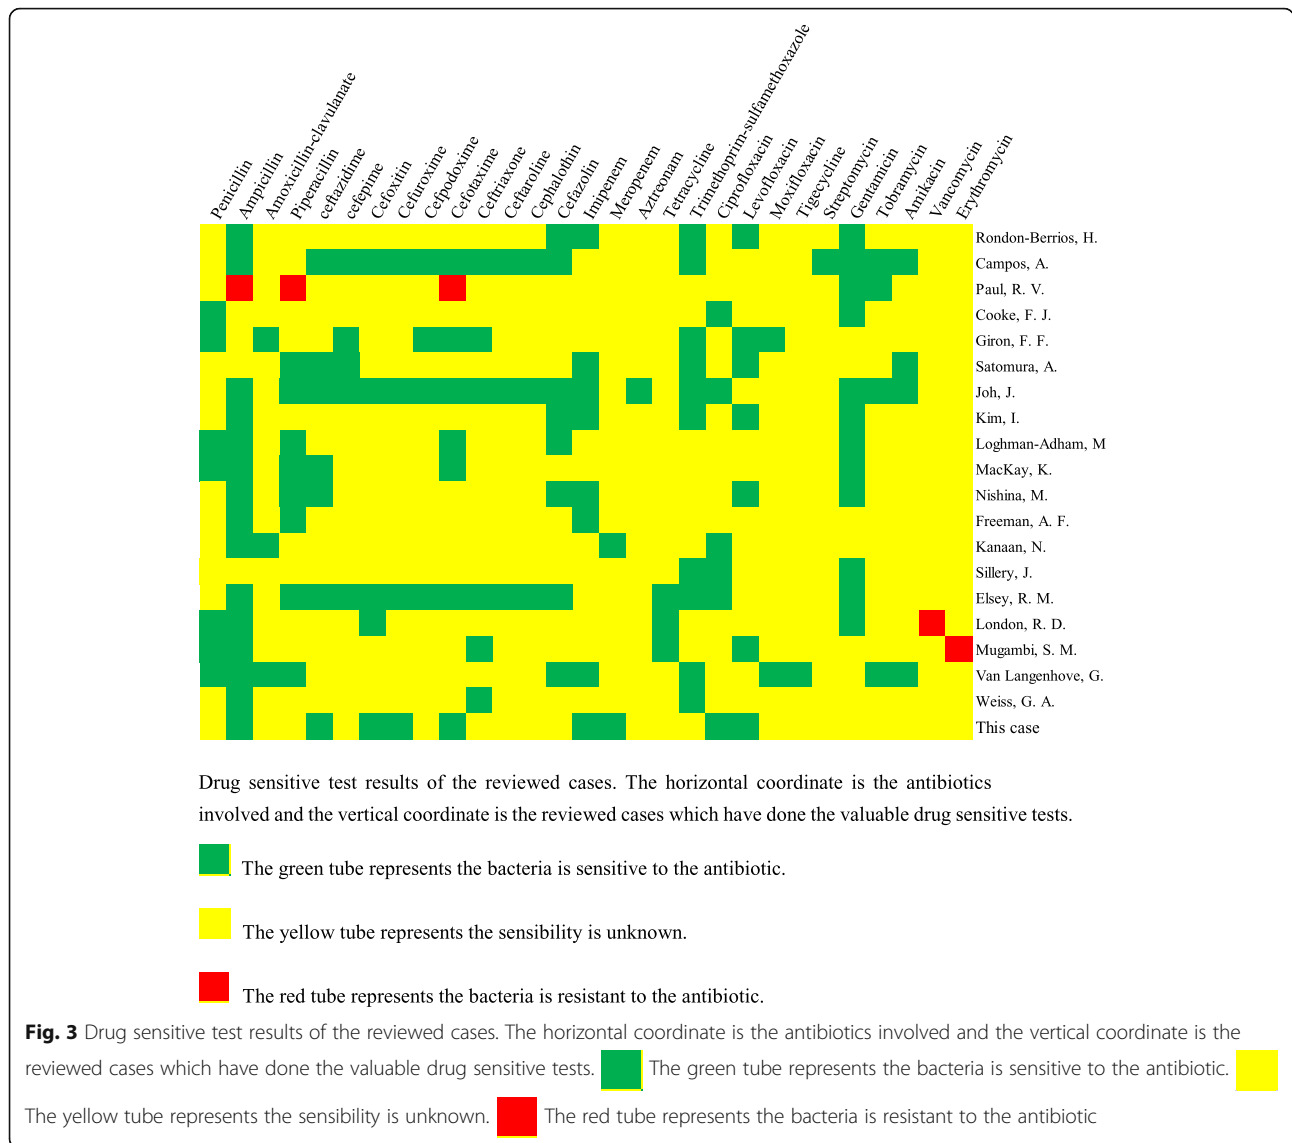 Penicillin
Ampicillin
Amoxicillin-clavulanate
Piperacillin
ceftazidime
cefepime
Cefoxitin
Cefuroxime
Cefpodoxime
Cefotaxime
Ceftriaxone
Ceftaroline
Cephalothin
Cefazolin
Imipenem
Meropenem
Aztreonam
Tetracycline
Trimethoprim-sulfamethoxazole
Ciprofloxacin
Levofloxacin
Moxifloxacin
Tigecycline
Streptomycin
Gentamicin
Tobramycin
Amikacin
Vancomycin
Erythromycin
Rondon-Berrios, H.
Campos, A.
Paul, R. V.
Cooke, F. J.
Giron, F. F.
Satomura, A.
Joh, J.
Kim, I.
Loghman-Adham, M
MacKay, K.
Nishina, M.
Freeman, A. F.
Kanaan, N.
Sillery, J.
Elsey, R. M.
London, R. D.
Mugambi, S. M.
Van Langenhove, G.
Weiss, G. A.
This case
Drug sensitive test results of the reviewed cases. The horizontal coordinate is the antibiotics
involved and the vertical coordinate is the reviewed cases which have done the valuable drug sensitive tests.
The green tube represents the bacteria is sensitive to the antibiotic.
The yellow tube represents the sensibility is unknown.
The red tube represents the bacteria is resistant to the antibiotic.
Fig. 3 Drug sensitive test results of the reviewed cases. The horizontal coordinate is the antibiotics involved and the vertical coordinate is the
reviewed cases which have done the valuable drug sensitive tests. The green tube represents the bacteria is sensitive to the antibiotic.
The yellow tube represents the sensibility is unknown. The red tube represents the bacteria is resistant to the antibiotic